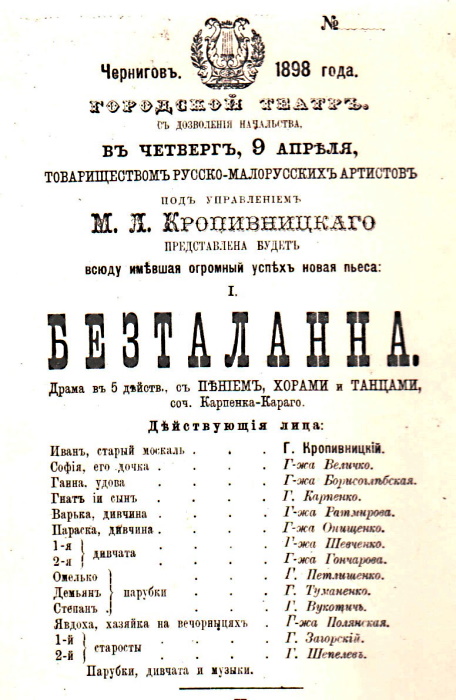 №
Черниговъ. 1898 года.
ГОРОДСКОЙ ТЕАТРЪ.
СЪ ДОЗВОЛЕНІЯ НАЧАЛЬСТВА,
ВЪ ЧЕТВЕРГЪ, 9 АПРѢЛЯ,
ТОВАРИЩЕСТВОМЪ РУССКО-МАЛОРУССКИХЪ АРТИСТОВЪ
ПОДЪ УПРАВЛЕНІЕМЪ
М. Л. КРОПИВНИЦКАГО
ПРЕДСТАВЛЕНА БУДЕТЪ
всюду имѣвшая огромный успѣхъ новая пьеса:
I.
БЕЗТАЛАННА.
Драма въ 5 дѣйств., съ ПѢНІЕМЪ, ХОРАМИ и ТАНЦАМИ,
соч. Карпенка-Караго.
Дѣйствующія лица:
Иванъ, старый москаль . . . . Г. Кропивницкій.
Софія, его дочка . . . . . Г-жа Величко.
Ганна, удова . . . . . Г-жа Борисоглѣбская.
Гнатъ іи сынъ . . . . . Г. Карпенко.
Варька, дивчина . . . . . Г-жа Ратмирова.
Параска, дивчина . . . . . Г-жа Онищенко.
1-я } дивчата . . . . Г-жа Шевченко.
2-я Г-жа Гончарова.
Омелько Г. Петлишенко.
Демьянъ } парубки . . . . Г. Туманенко.
Степанъ Г. Вукотичъ.
Явдоха, хазяйка на вечорныцяхъ . . Г-жа Полянская.
1-й } старосты . . . . Г. Загорскій.
2-й Г. Шепелевъ.
Парубки, дивчата и музыки.